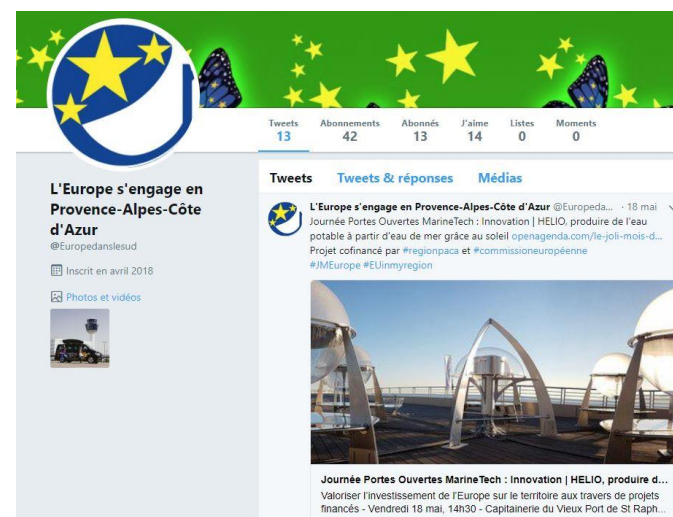 Tweets Abonnements Abonnés J'aime Listes Moments
13 42 13 14 0 0
L'Europe s'engage en
Provence-Alpes-Côte
d'Azur
@Europedanslesud
Inscrit en avril 2018
Photos et vidéos
Tweets Tweets & réponses Médias
L'Europe s'engage en Provence-Alpes-Côte d'Azur @Europeda... · 18 mai
Journée Portes Ouvertes MarineTech : Innovation | HELIO, produire de l'eau
potable à partir d'eau de mer grâce au soleil openagenda.com/le-joli-mois-d...
Projet cofinancé par #regionpaca et #commissioneuropéenne
#JMEurope #EUinmyregion
Journée Portes Ouvertes MarineTech : Innovation | HELIO, produire d...
Valoriser l'investissement de l'Europe sur le territoire aux travers de projets
financés - Vendredi 18 mai, 14h30 - Capitainerie du Vieux Port de St Raph...